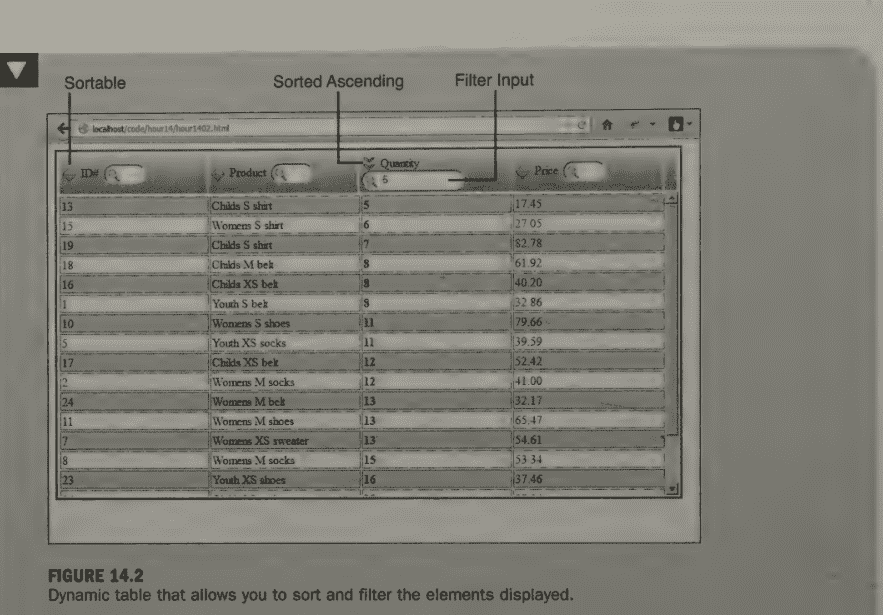 Sortable Sorted Ascending Filter Input
localhost/code/hour14/hour1402.html
ID# Product Quantity Price
6
13 Childs S shirt 5 17.45
15 Womens S shirt 6 27.05
19 Childs S shirt 7 82.78
18 Childs M belt 8 61.92
16 Childs XS belt 8 40.20
1 Youth S belt 8 32.86
10 Womens S shoes 11 79.66
5 Youth XS socks 11 39.59
17 Childs XS belt 12 52.42
2 Womens M socks 12 41.00
24 Womens M belt 13 32.17
11 Womens M shoes 13 65.47
7 Womens XS sweater 13 54.61
8 Womens M socks 15 53.34
23 Youth XS shoes 16 37.46
FIGURE 14.2
Dynamic table that allows you to sort and filter the elements displayed.